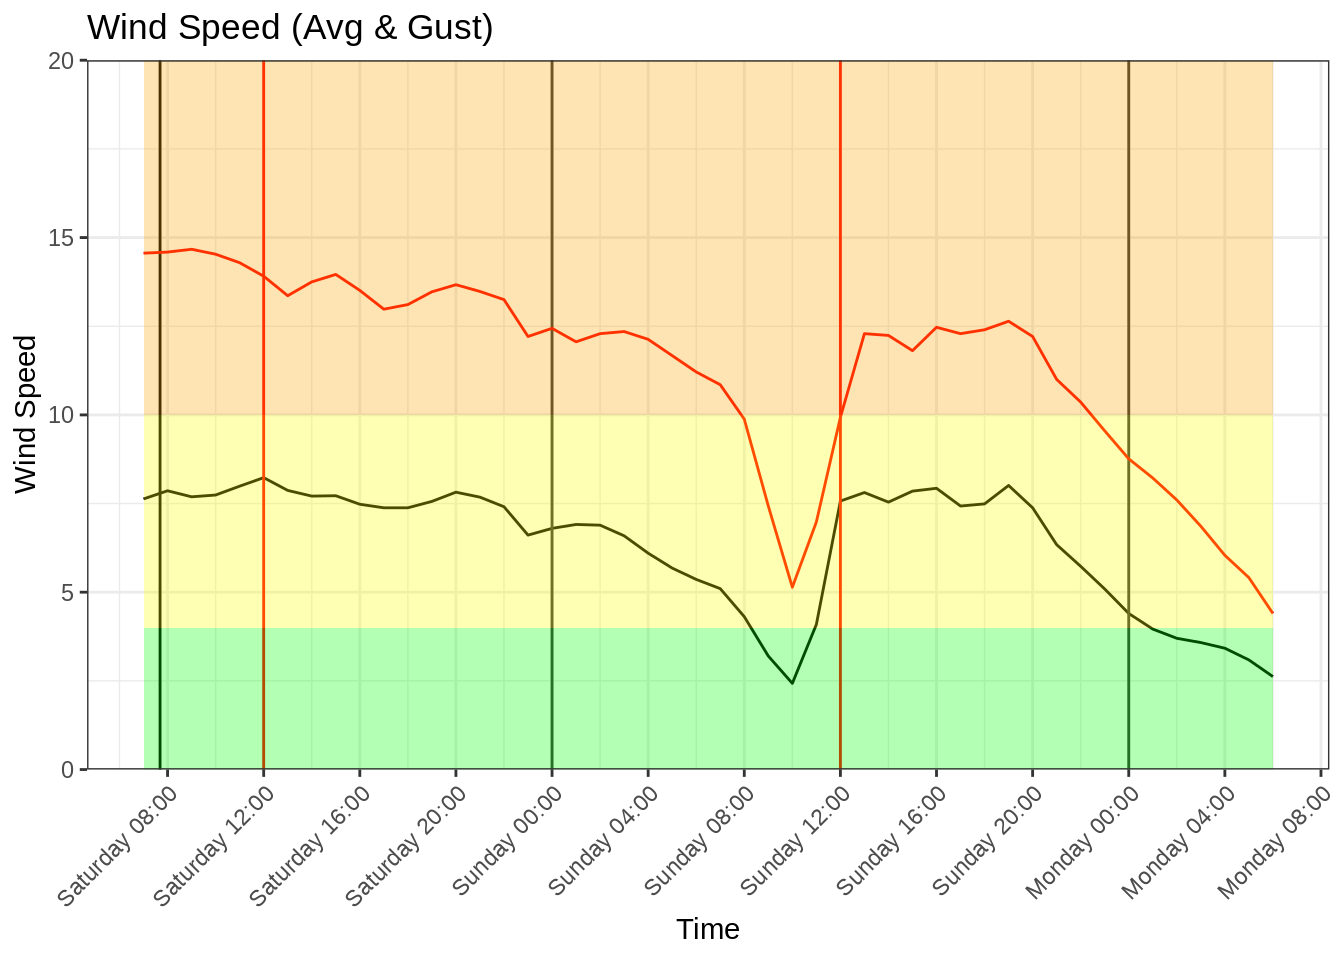 Wind Speed (Avg & Gust)
20
15
10
5
0
Wind Speed
Saturday 08:00
Saturday 12:00
Saturday 16:00
Saturday 20:00
Sunday 00:00
Sunday 04:00
Sunday 08:00
Sunday 12:00
Sunday 16:00
Sunday 20:00
Monday 00:00
Monday 04:00
Monday 08:00
Time